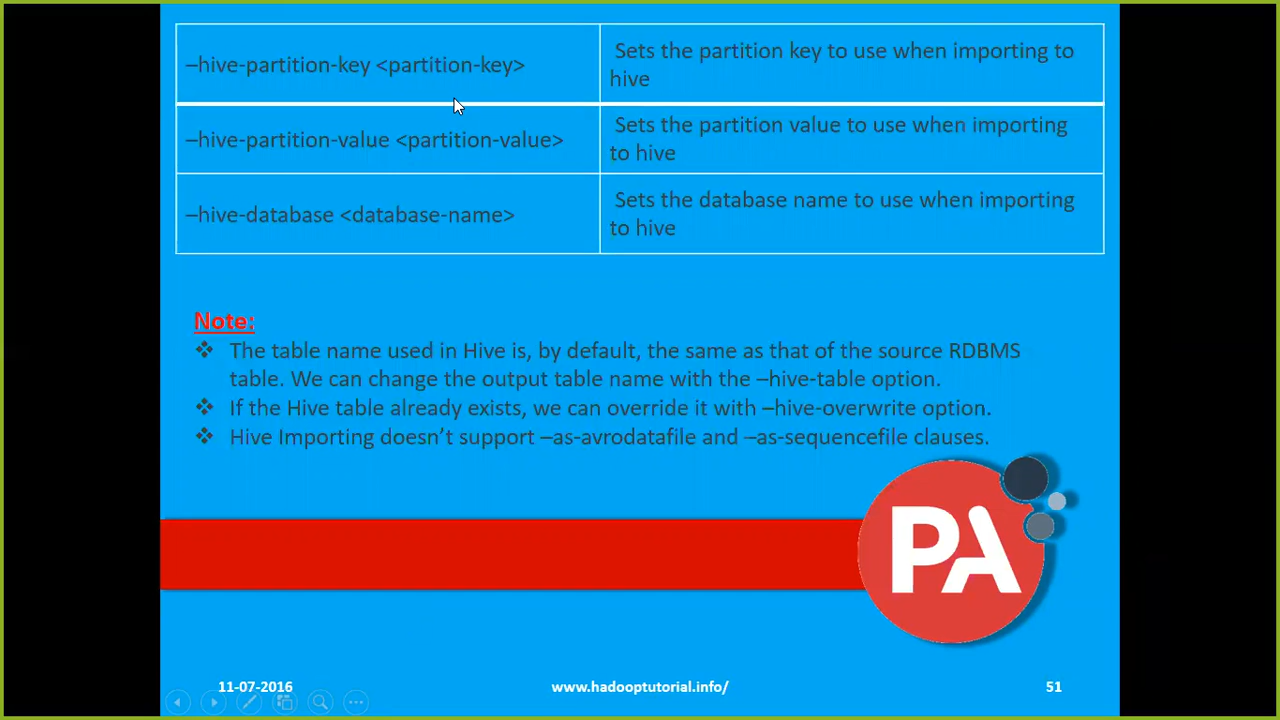 –hive-partition-key <partition-key>
Sets the partition key to use when importing to
hive
–hive-partition-value <partition-value>
Sets the partition value to use when importing
to hive
–hive-database <database-name>
Sets the database name to use when importing
to hive
Note:
❖ The table name used in Hive is, by default, the same as that of the source RDBMS
table. We can change the output table name with the –hive-table option.
❖ If the Hive table already exists, we can override it with –hive-overwrite option.
❖ Hive Importing doesn’t support –as-avrodatafile and –as-sequencefile clauses.
PA
11-07-2016
www.hadooptutorial.info/
51